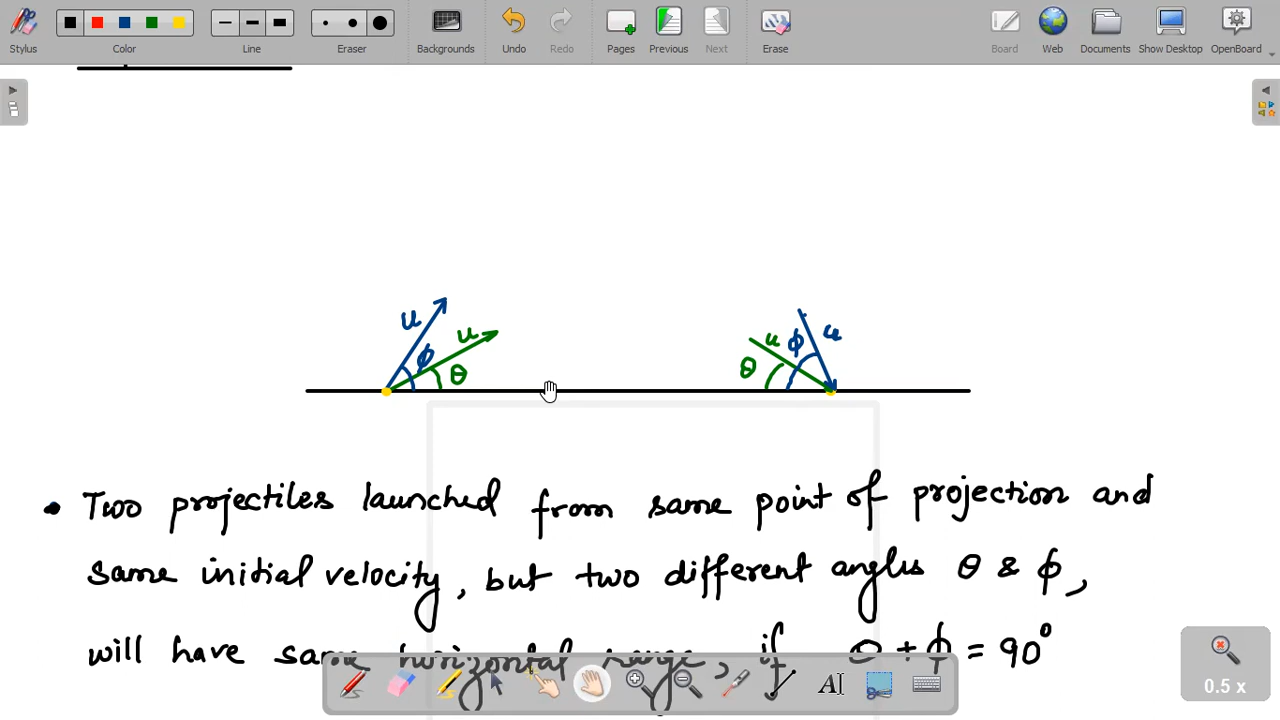 Stylus
Color
Line
Eraser
Backgrounds
Undo
Redo
Pages
Previous
Next
Erase
Board
Web
Documents
Show Desktop
OpenBoard
u
u
ϕ
θ
u
ϕ
u
θ
• Two projectiles launched from same point of projection and
same initial velocity, but two different angles θ & ϕ,
will have same horizontal range, if θ + ϕ = 90°
AI
0.5 x